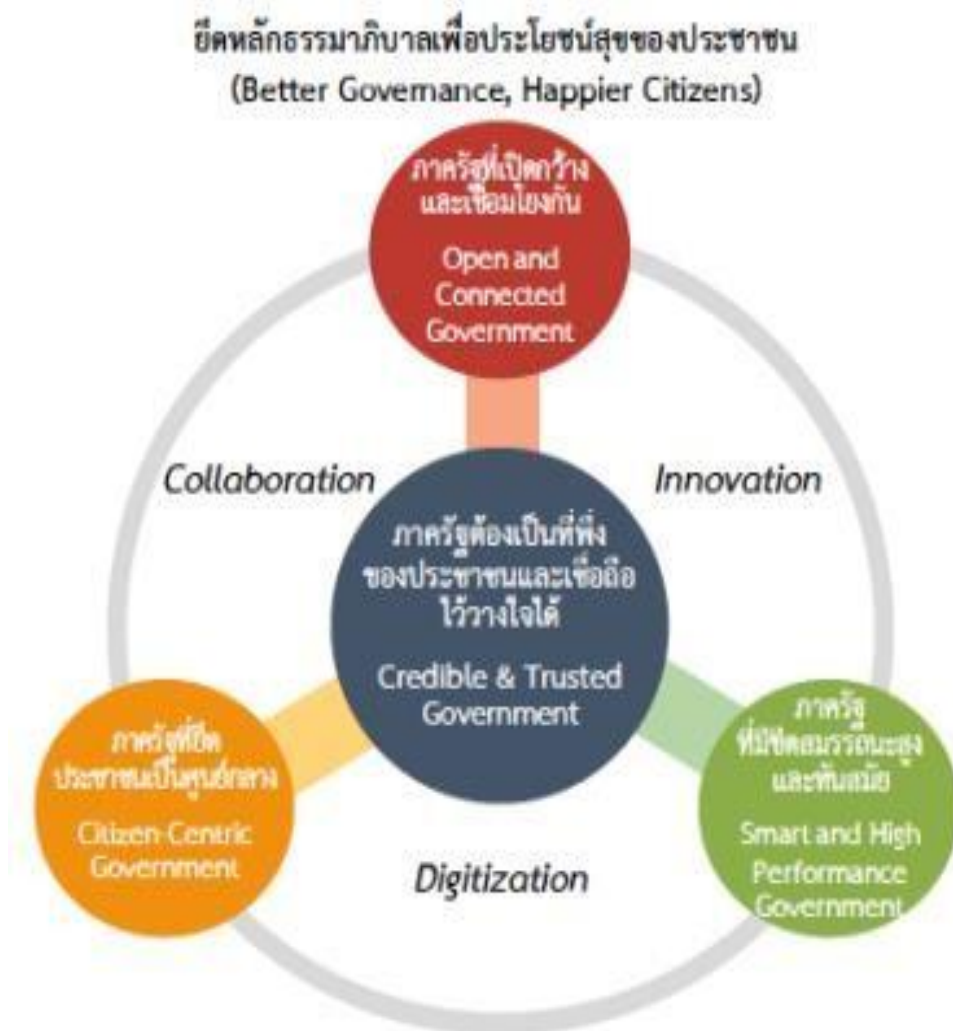 ยึดหลักธรรมาภิบาลเพื่อประโยชน์สุขของประชาชน
(Better Governance, Happier Citizens)
ภาครัฐที่เปิดกว้าง
และเชื่อมโยงกัน
Open and
Connected
Government
Collaboration
Innovation
ภาครัฐต้องเป็นที่พึ่ง
ของประชาชนและเชื่อถือ
ไว้วางใจได้
Credible & Trusted
Government
ภาครัฐที่ยึด
ประชาชนเป็นศูนย์กลาง
Citizen-Centric
Government
ภาครัฐ
ที่มีขีดสมรรถนะสูง
และทันสมัย
Smart and High
Performance
Government
Digitization